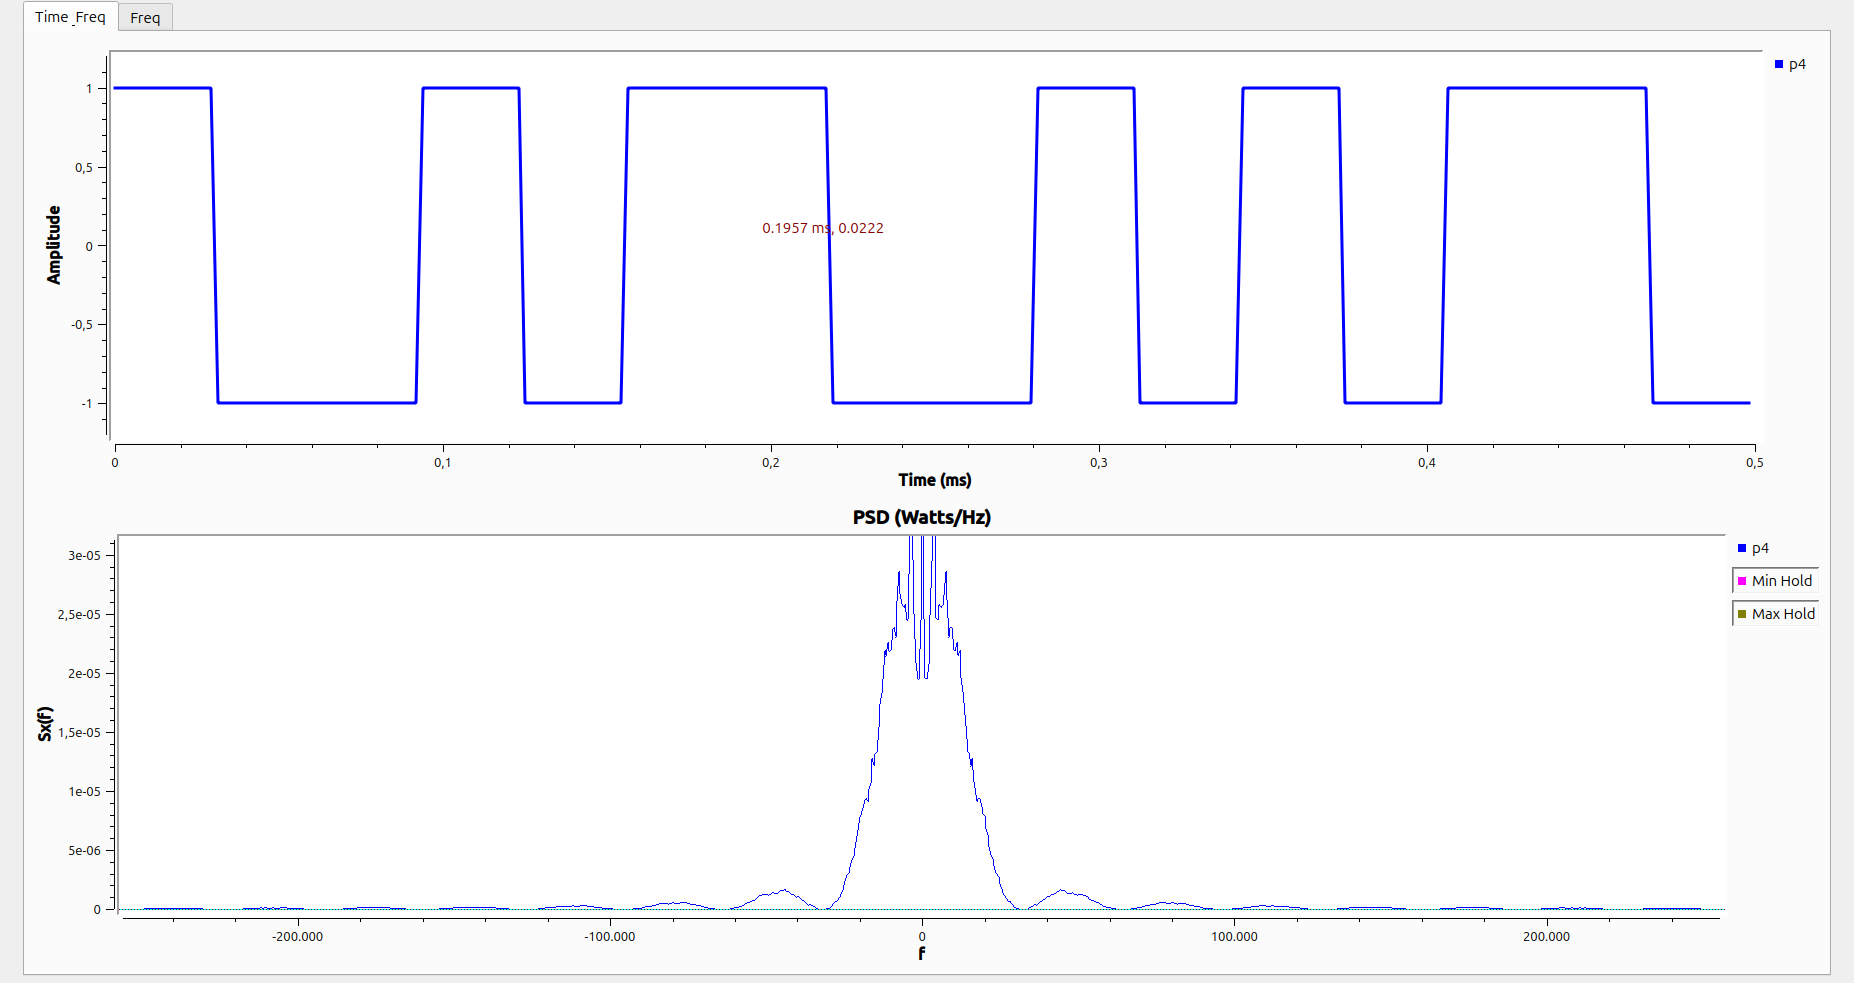 Time_Freq
Freq
1
0,5
0
-0,5
-1
Amplitude
0.1957 ms, 0.0222
p4
0 0,1 0,2 0,3 0,4 0,5
Time (ms)
PSD (Watts/Hz)
3e-05
2,5e-05
2e-05
1,5e-05
1e-05
5e-06
0
Sx(f)
p4
Min Hold
Max Hold
-200.000 -100.000 0 100.000 200.000
f